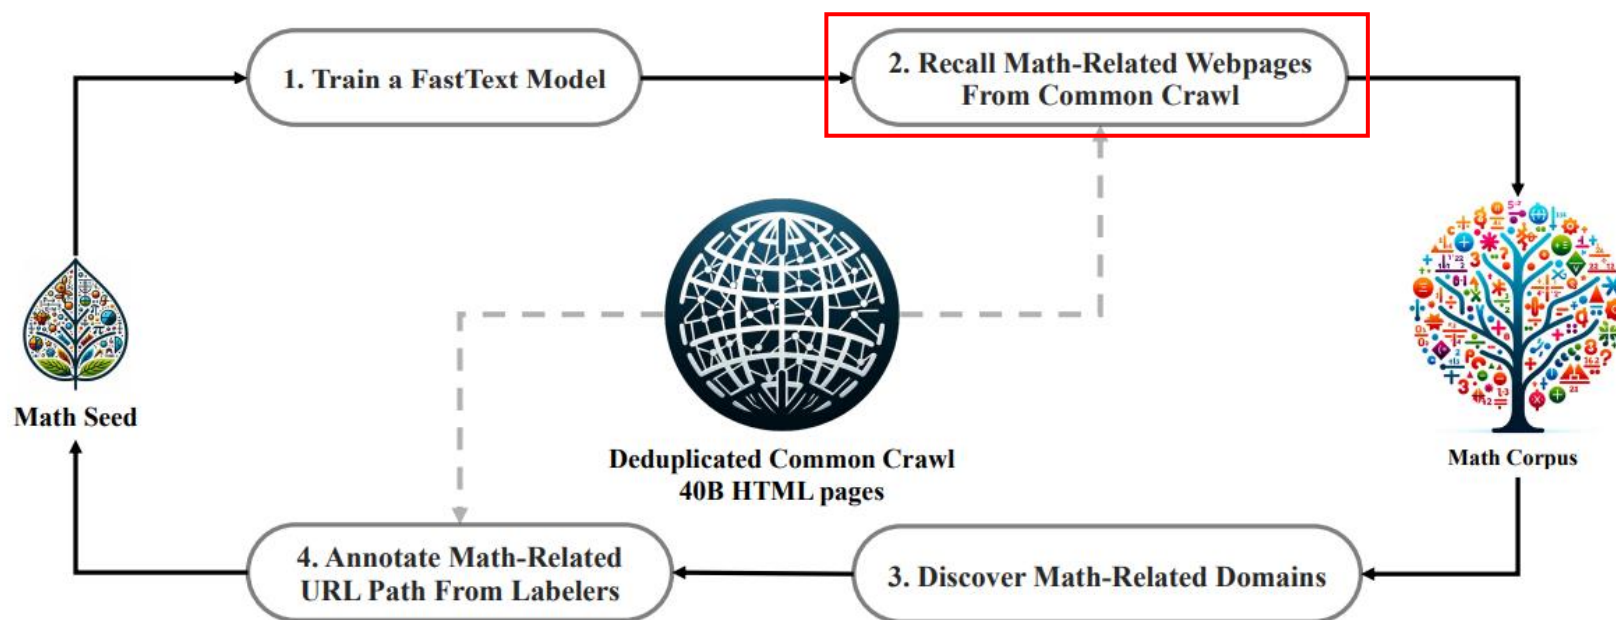 1. Train a FastText Model
2. Recall Math-Related Webpages
From Common Crawl
Math Seed
Deduplicated Common Crawl
40B HTML pages
Math Corpus
4. Annotate Math-Related
URL Path From Labelers
3. Discover Math-Related Domains